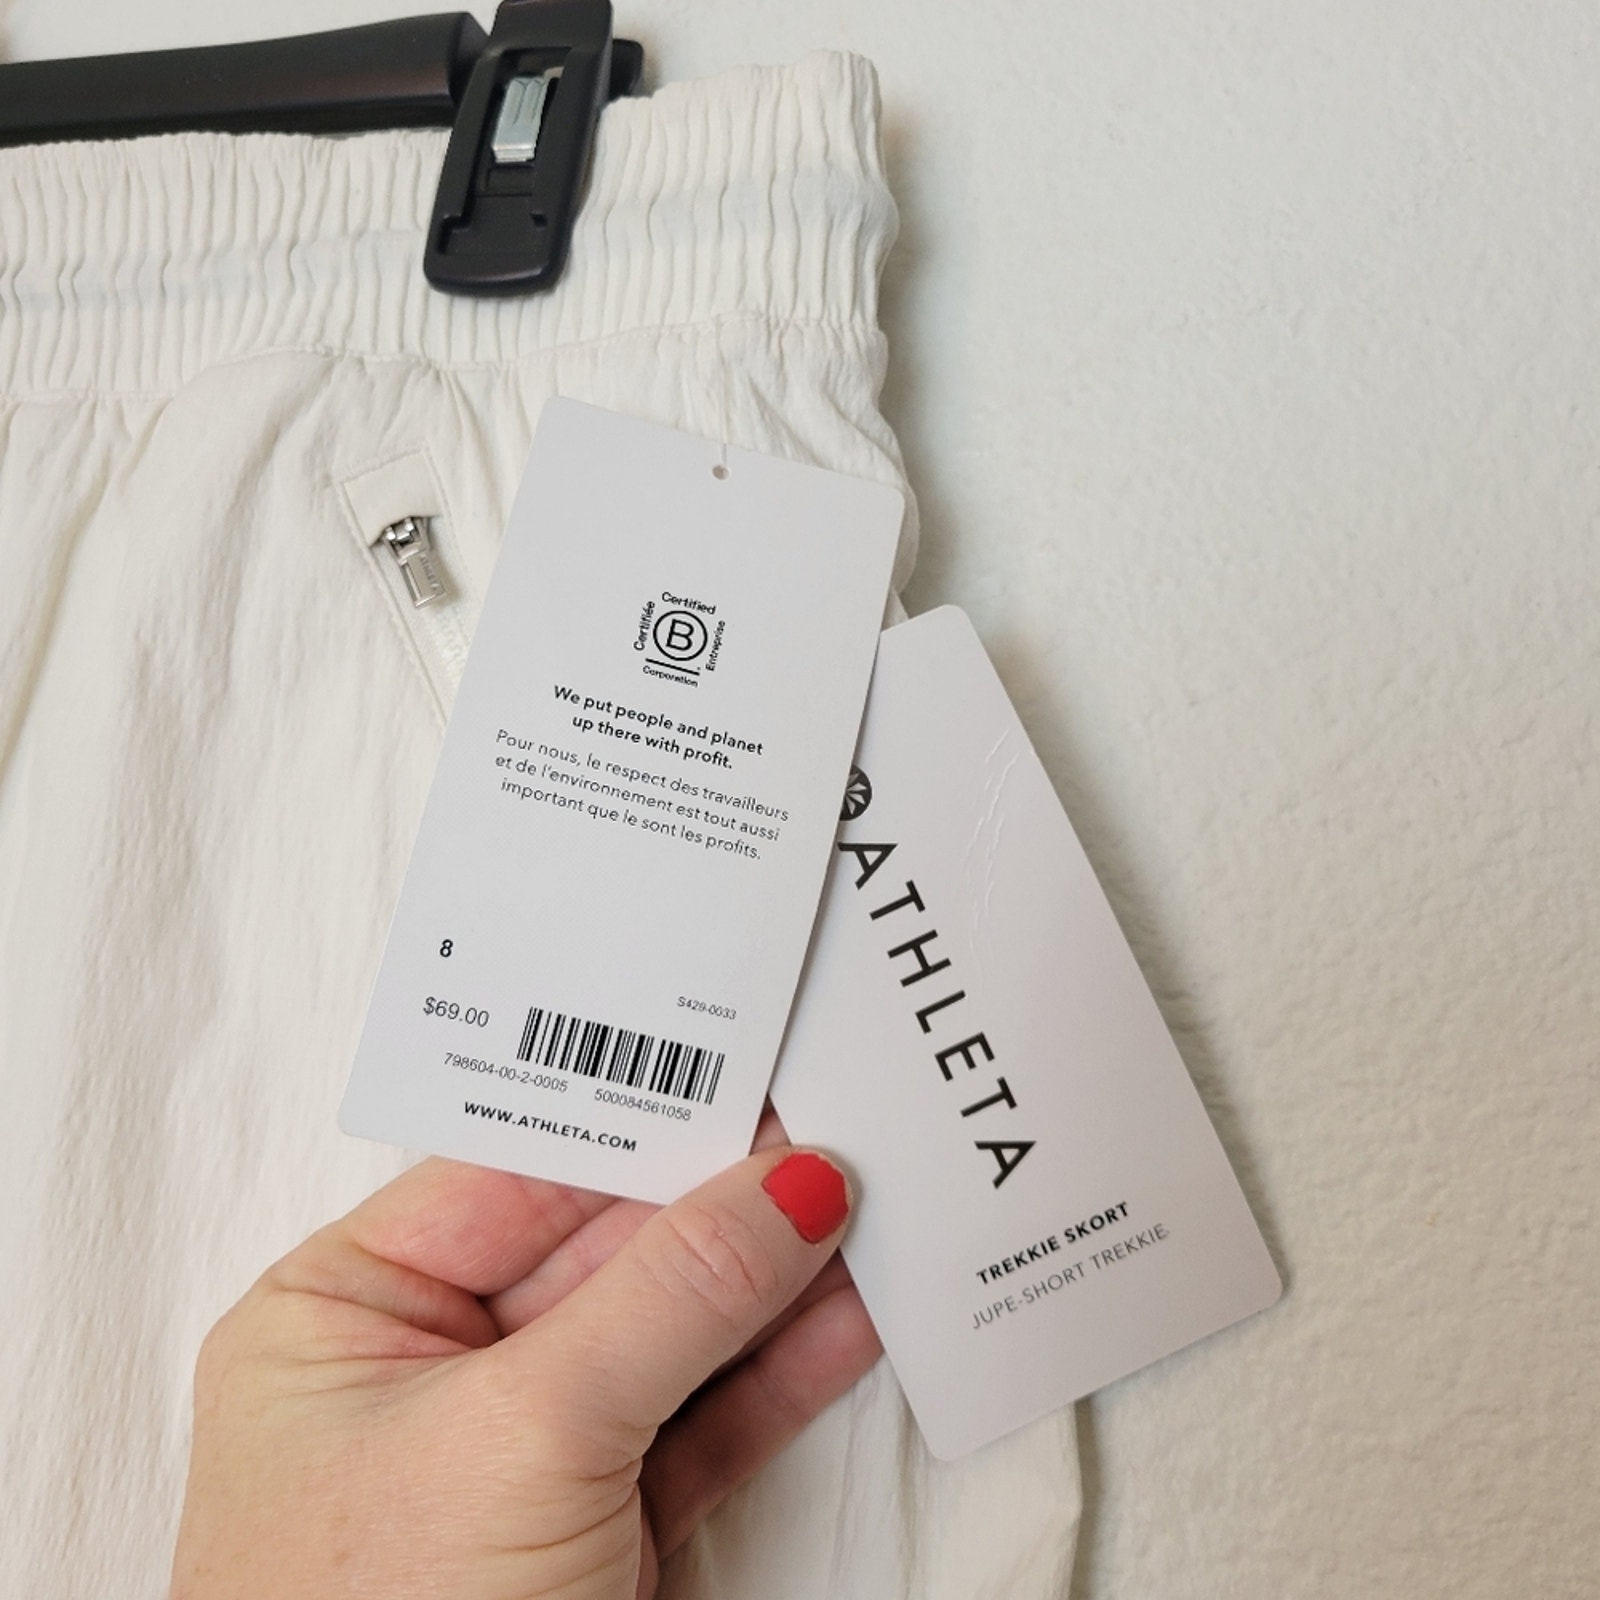 Certified
Certifiée
B
Entreprise
Corporation
We put people and planet
up there with profit.
Pour nous, le respect des travailleurs
et de l'environnement est tout aussi
important que le sont les profits.
8
$69.00
S429-0033
798604-00-2-0005
500084561058
WWW.ATHLETA.COM
ATHLETA
TREKKIE SKORT
JUPE-SHORT TREKKIE